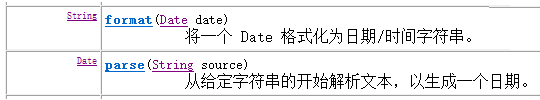 String format(Date date)
将一个 Date 格式化为日期/时间字符串。
Date parse(String source)
从给定字符串的开始解析文本，以生成一个日期。